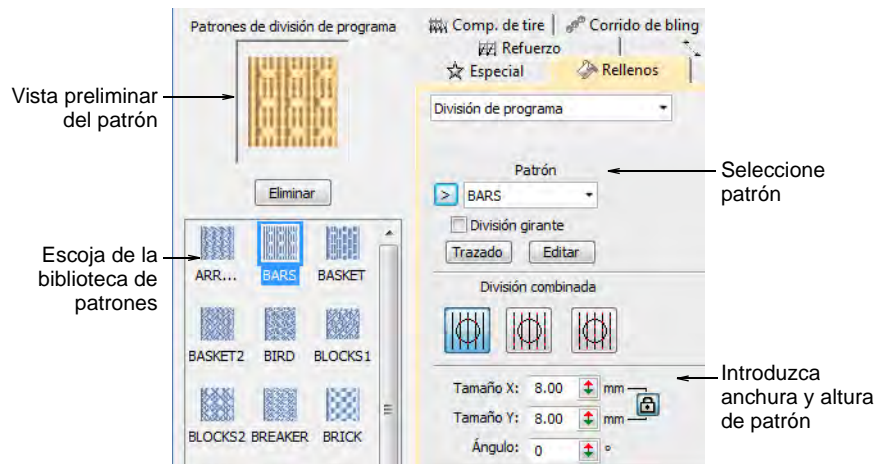 Patrones de división de programa
Vista preliminar
del patrón
Eliminar
Escoja de la
biblioteca de
patrones
ARR...
BARS
BASKET
BASKET2
BIRD
BLOCKS1
BLOCKS2
BREAKER
BRICK
Comp. de tire
Corrido de bling
Refuerzo
Especial
Rellenos
División de programa
Patrón
>
BARS
División girante
Trazado
Editar
Seleccione
patrón
División combinada
Tamaño X: 8.00 mm
Tamaño Y: 8.00 mm
Ángulo: 0 °
Introduzca
anchura y altura
de patrón